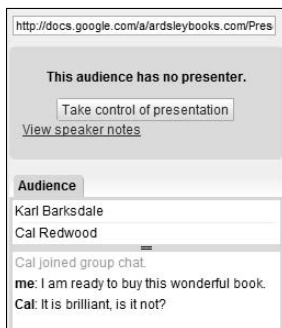 http://docs.google.com/a/ardsleybooks.com/Pres
This audience has no presenter.
Take control of presentation
View speaker notes
Audience
Karl Barksdale
Cal Redwood
Cal joined group chat.
me: I am ready to buy this wonderful book.
Cal: It is brilliant, is it not?